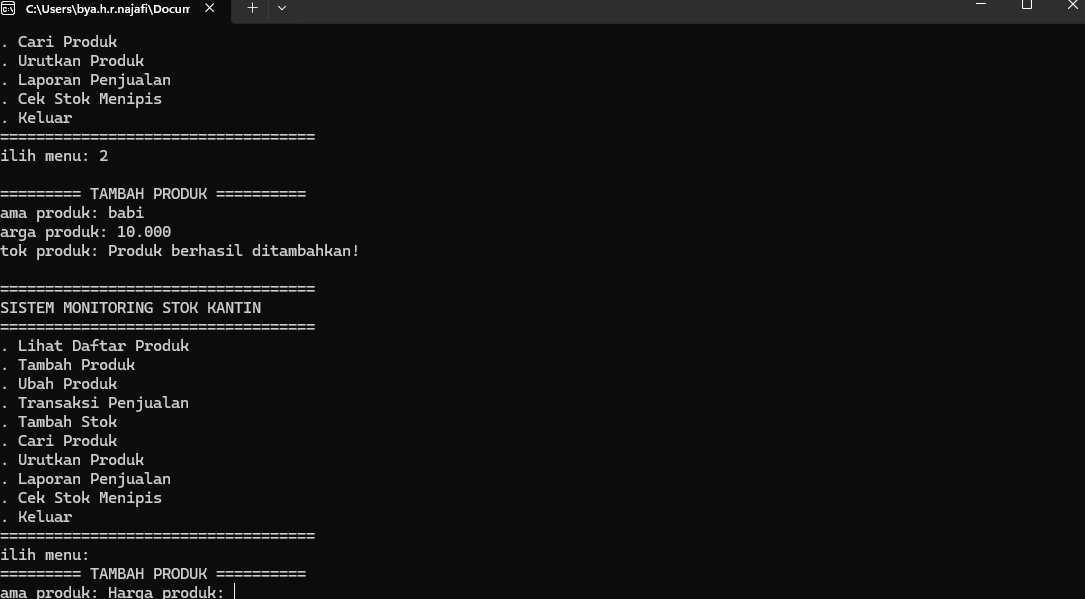 C:\Users\bya.h.r.najafi\Docum
. Cari Produk
. Urutkan Produk
. Laporan Penjualan
. Cek Stok Menipis
. Keluar
===================================
ilih menu: 2
========= TAMBAH PRODUK ==========
ama produk: babi
arga produk: 10.000
tok produk: Produk berhasil ditambahkan!
===================================
SISTEM MONITORING STOK KANTIN
===================================
. Lihat Daftar Produk
. Tambah Produk
. Ubah Produk
. Transaksi Penjualan
. Tambah Stok
. Cari Produk
. Urutkan Produk
. Laporan Penjualan
. Cek Stok Menipis
. Keluar
===================================
ilih menu:
========= TAMBAH PRODUK ==========
ama produk: Harga produk: